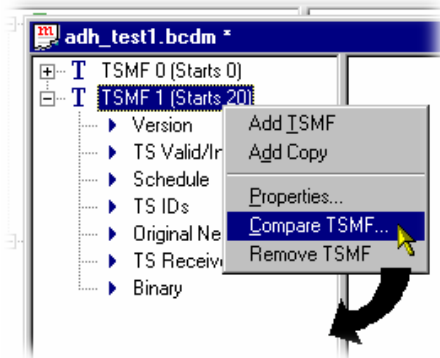 adh_test1.bcdm *
T TSMF 0 (Starts 0)
T TSMF 1 (Starts 20)
Version
TS Valid/In
Schedule
TS IDs
Original Ne
TS Receiv
Binary
Add TSMF
Add Copy
Properties...
Compare TSMF...
Remove TSMF